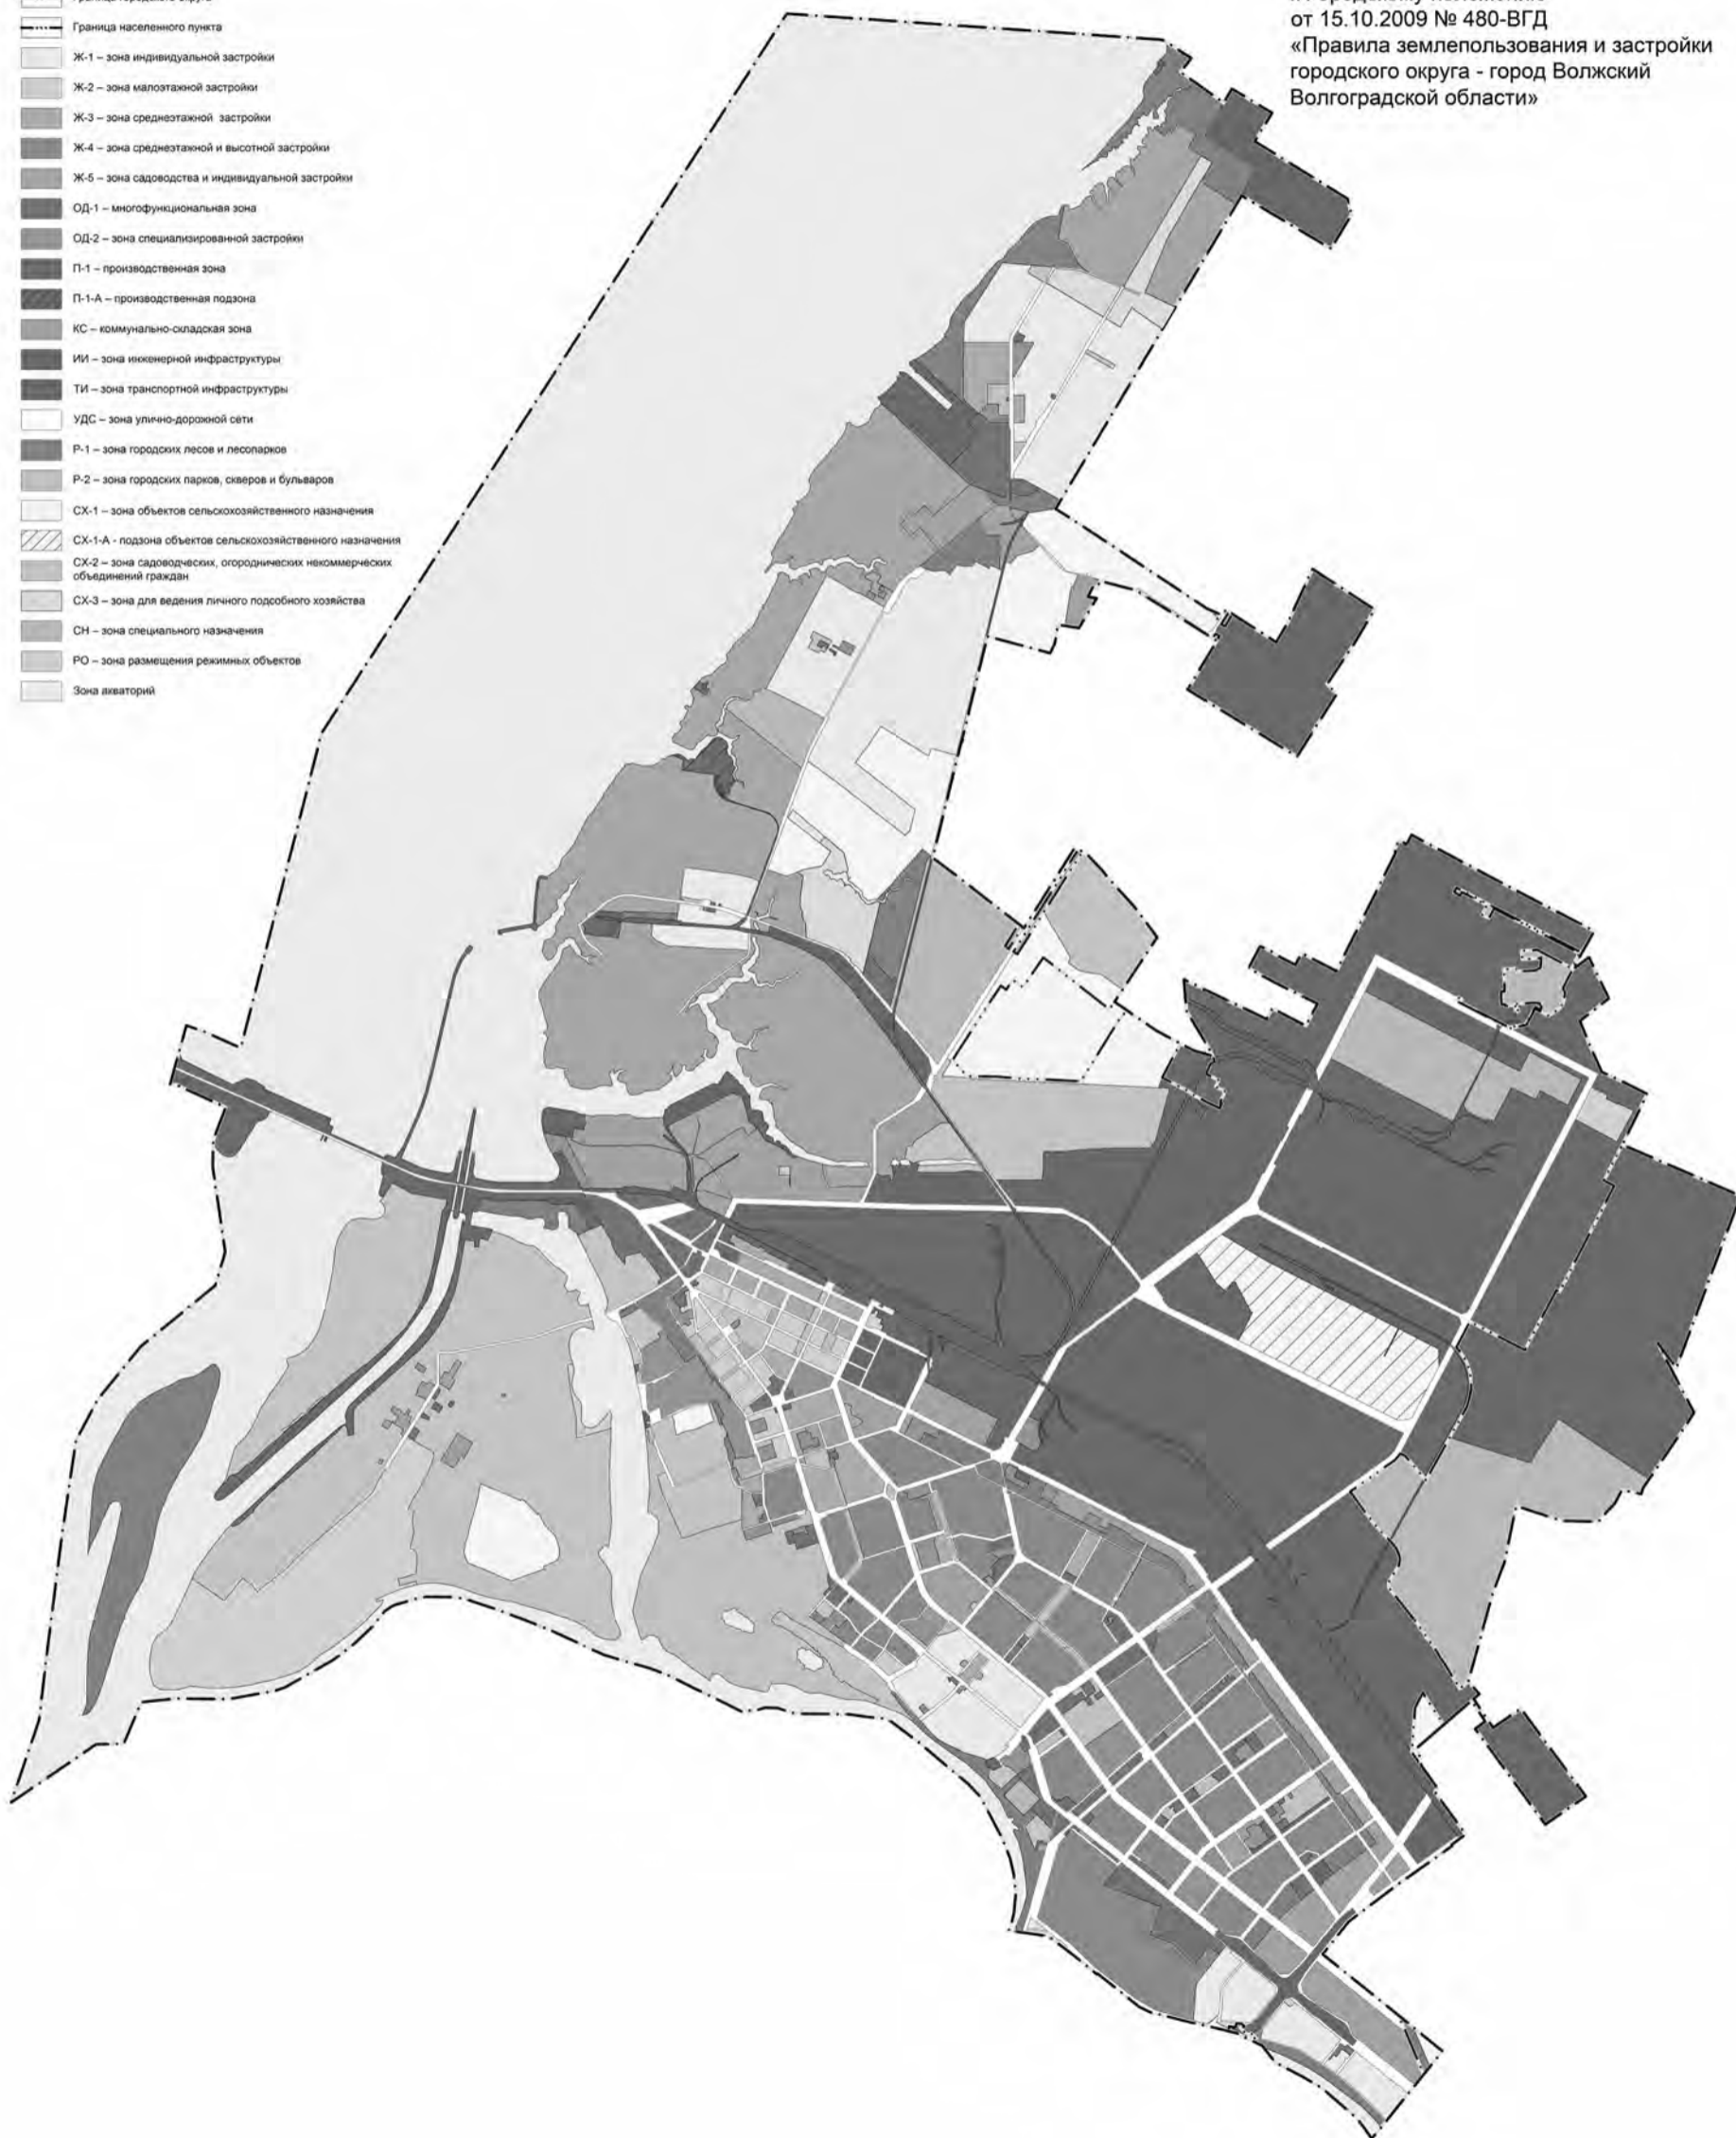 Граница населенного пункта
Ж-1 – зона индивидуальной застройки
Ж-2 – зона малоэтажной застройки
Ж-3 – зона среднеэтажной застройки
Ж-4 – зона среднеэтажной и высотной застройки
Ж-5 – зона садоводства и индивидуальной застройки
ОД-1 – многофункциональная зона
ОД-2 – зона специализированной застройки
П-1 – производственная зона
П-1-А – производственная подзона
КС – коммунально-складская зона
ИИ – зона инженерной инфраструктуры
ТИ – зона транспортной инфраструктуры
УДС – зона улично-дорожной сети
Р-1 – зона городских лесов и лесопарков
Р-2 – зона городских парков, скверов и бульваров
СХ-1 – зона объектов сельскохозяйственного назначения
СХ-1-А - подзона объектов сельскохозяйственного назначения
СХ-2 – зона садоводческих, огороднических некоммерческих
объединений граждан
СХ-3 – зона для ведения личного подсобного хозяйства
СН – зона специального назначения
РО – зона размещения режимных объектов
Зона акваторий
от 15.10.2009 № 480-ВГД
«Правила землепользования и застройки
городского округа - город Волжский
Волгоградской области»